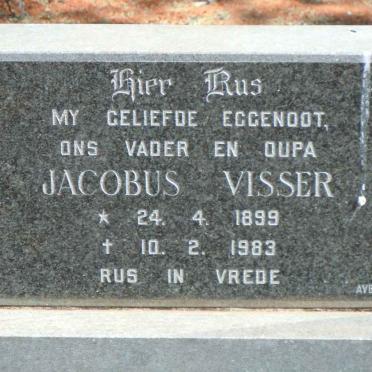 Hier Rus
MY GELIEFDE EGGENOOT,
ONS VADER EN OUPA
JACOBUS VISSER
* 24. 4. 1899
† 10. 2. 1983
RUS IN VREDE